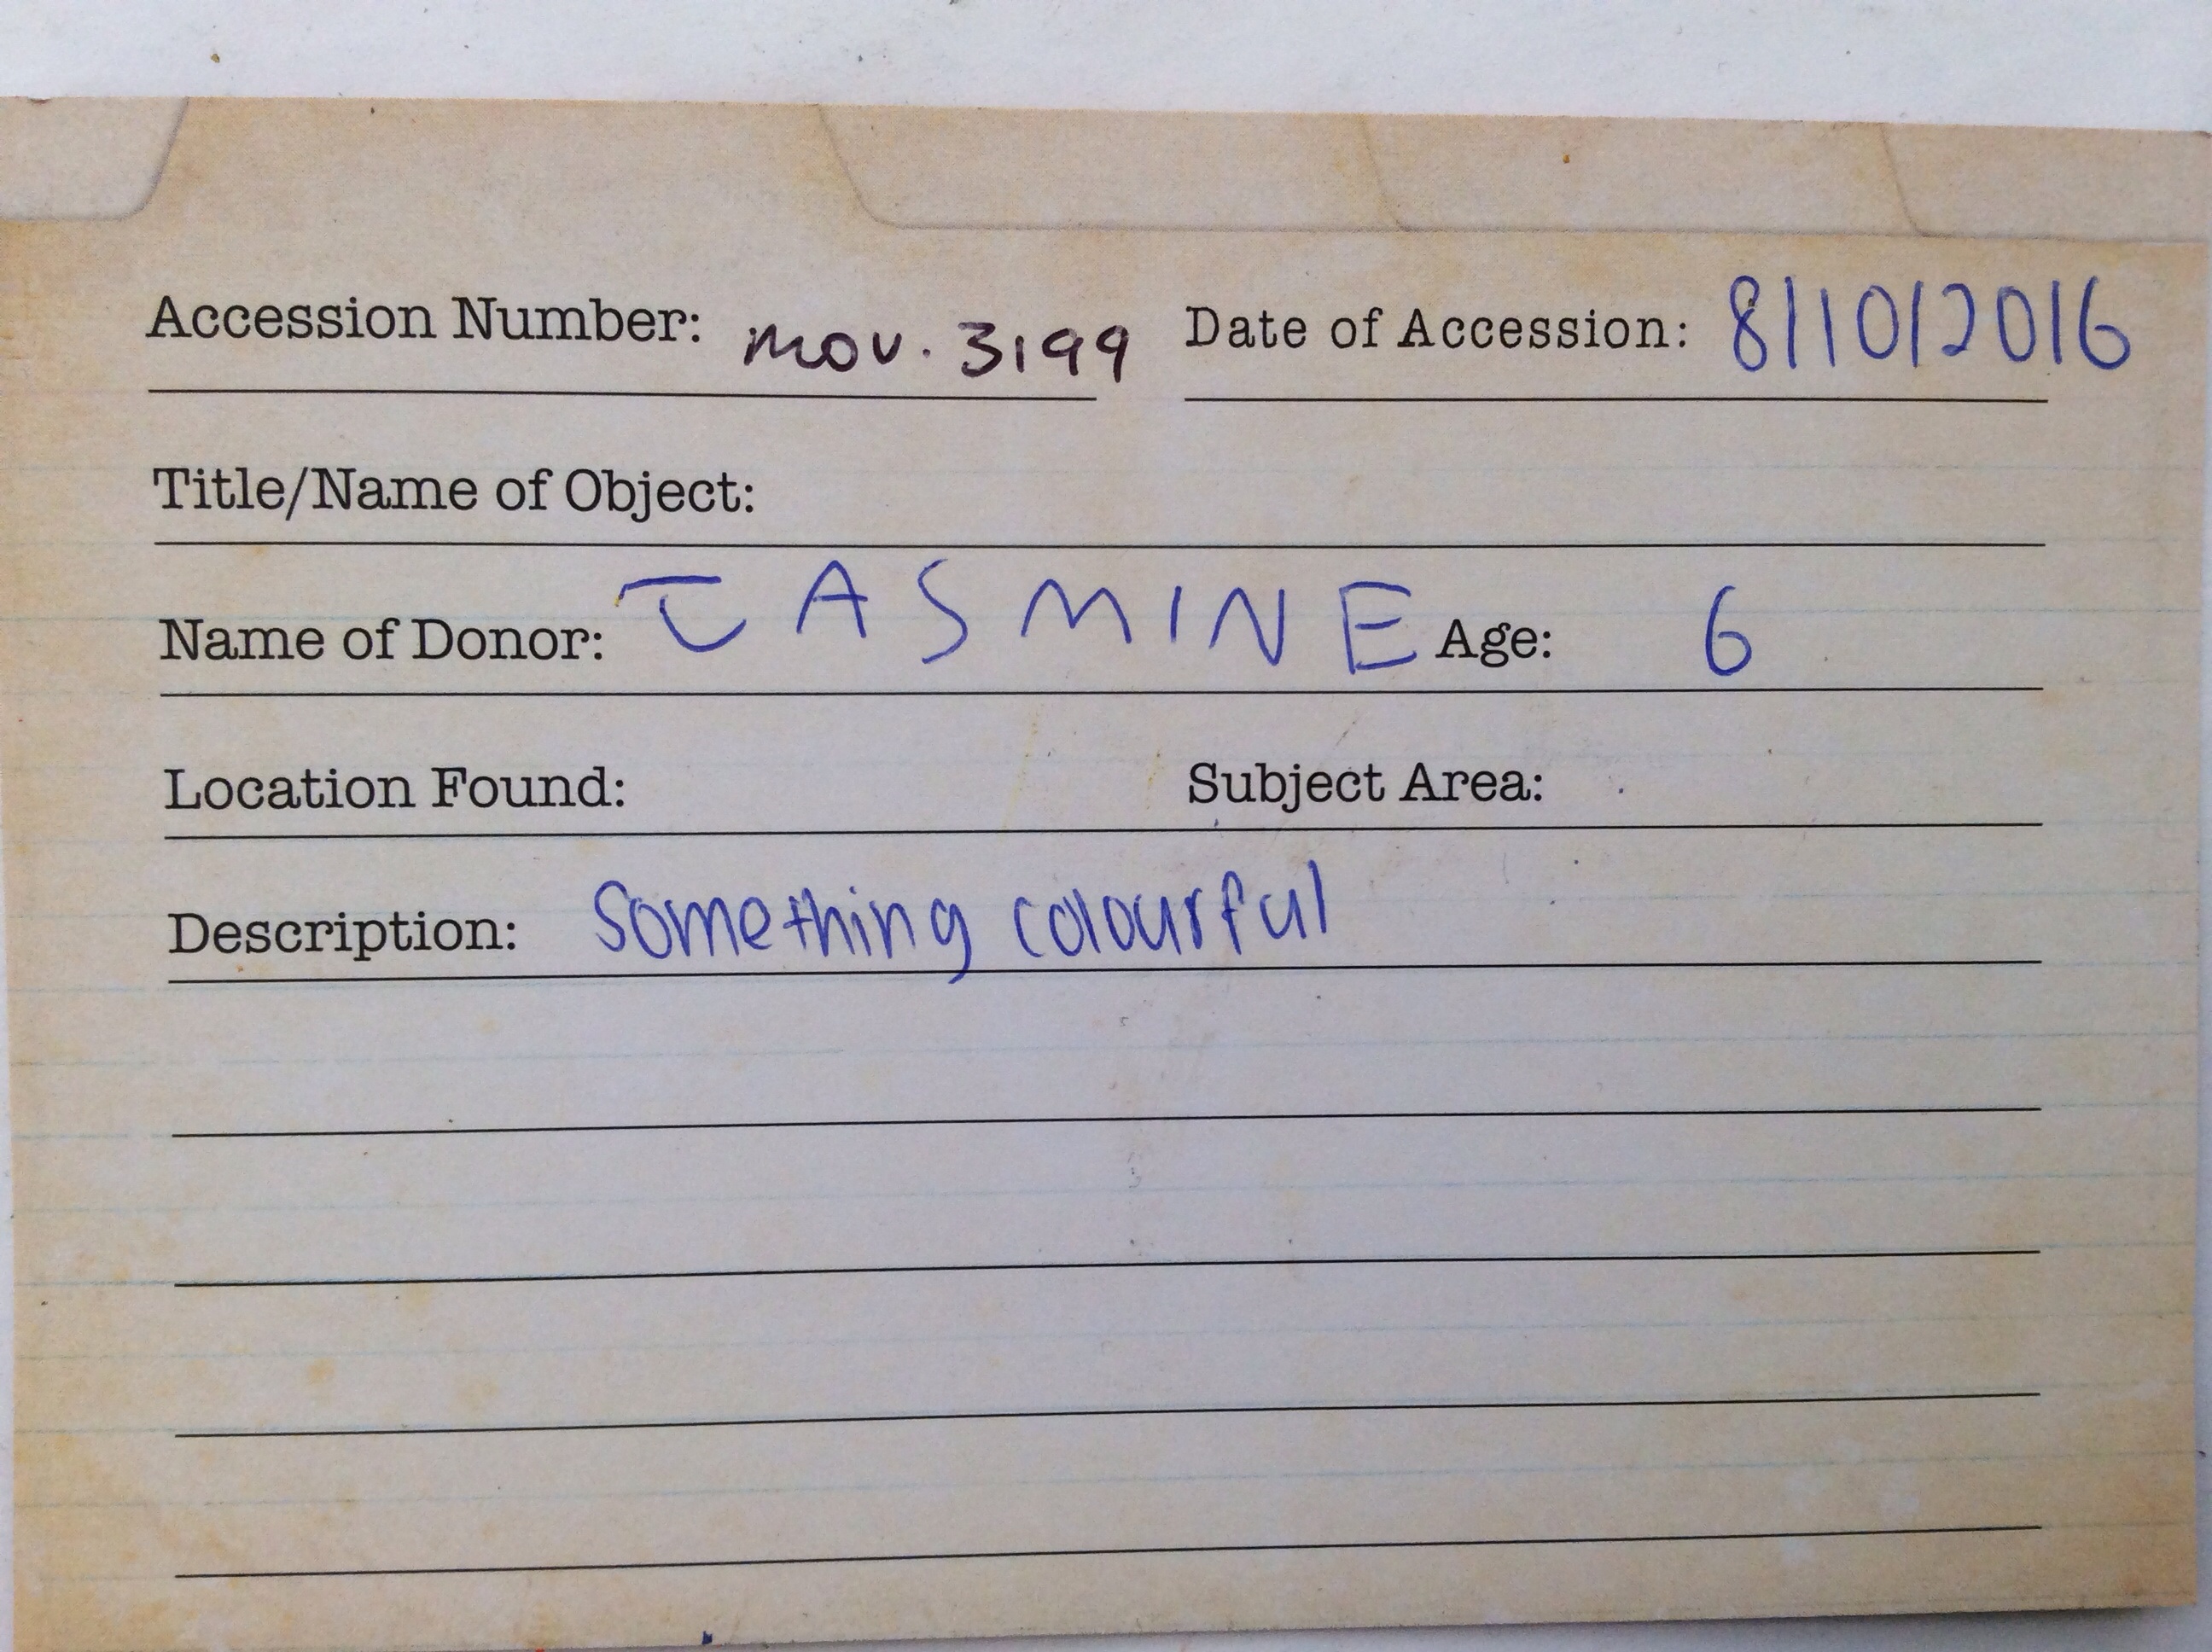 Accession Number: mov. 3199 Date of Accession: 8/10/2016
Title/Name of Object:
Name of Donor: JASMINE Age: 6
Location Found: Subject Area:
Description: Something colourful